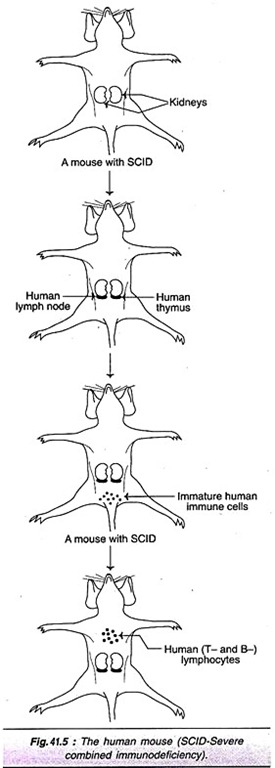 Kidneys
A mouse with SCID
Human
lymph node
Human
thymus
Immature human
immune cells
A mouse with SCID
Human (T– and B–)
lymphocytes
Fig. 41.5 : The human mouse (SCID-Severe
combined immunodeficiency).